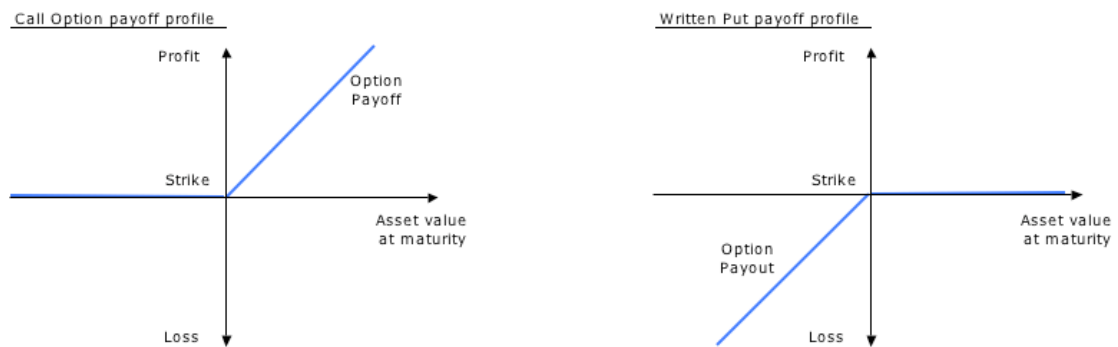 Call Option payoff profile
Profit
Option
Payoff
Strike
Asset value
at maturity
Loss
Written Put payoff profile
Profit
Strike
Asset value
at maturity
Option
Payout
Loss